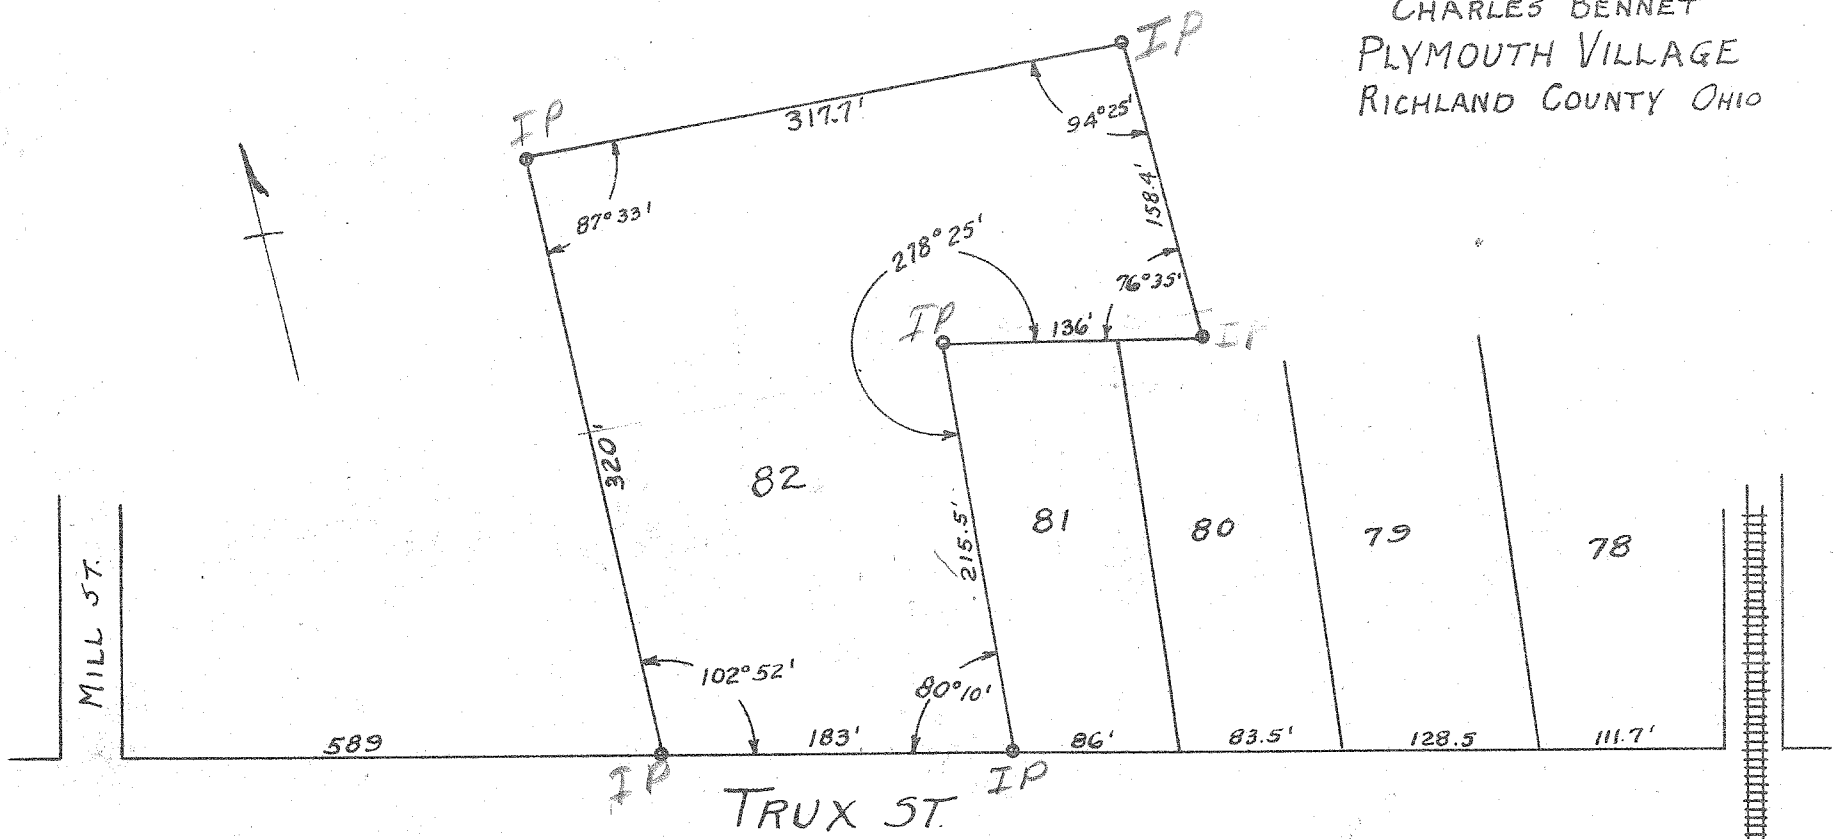 CHARLES BENNET
PLYMOUTH VILLAGE
RICHLAND COUNTY OHIO
IP
IP
317.7'
94°25'
87°33'
158.4'
278°25'
76°35'
IP
136'
IP
320'
82
215.5'
81
80
79
78
MILL ST.
102°52'
80°10'
589
183'
86'
83.5'
128.5
111.7'
IP
IP
TRUX ST.